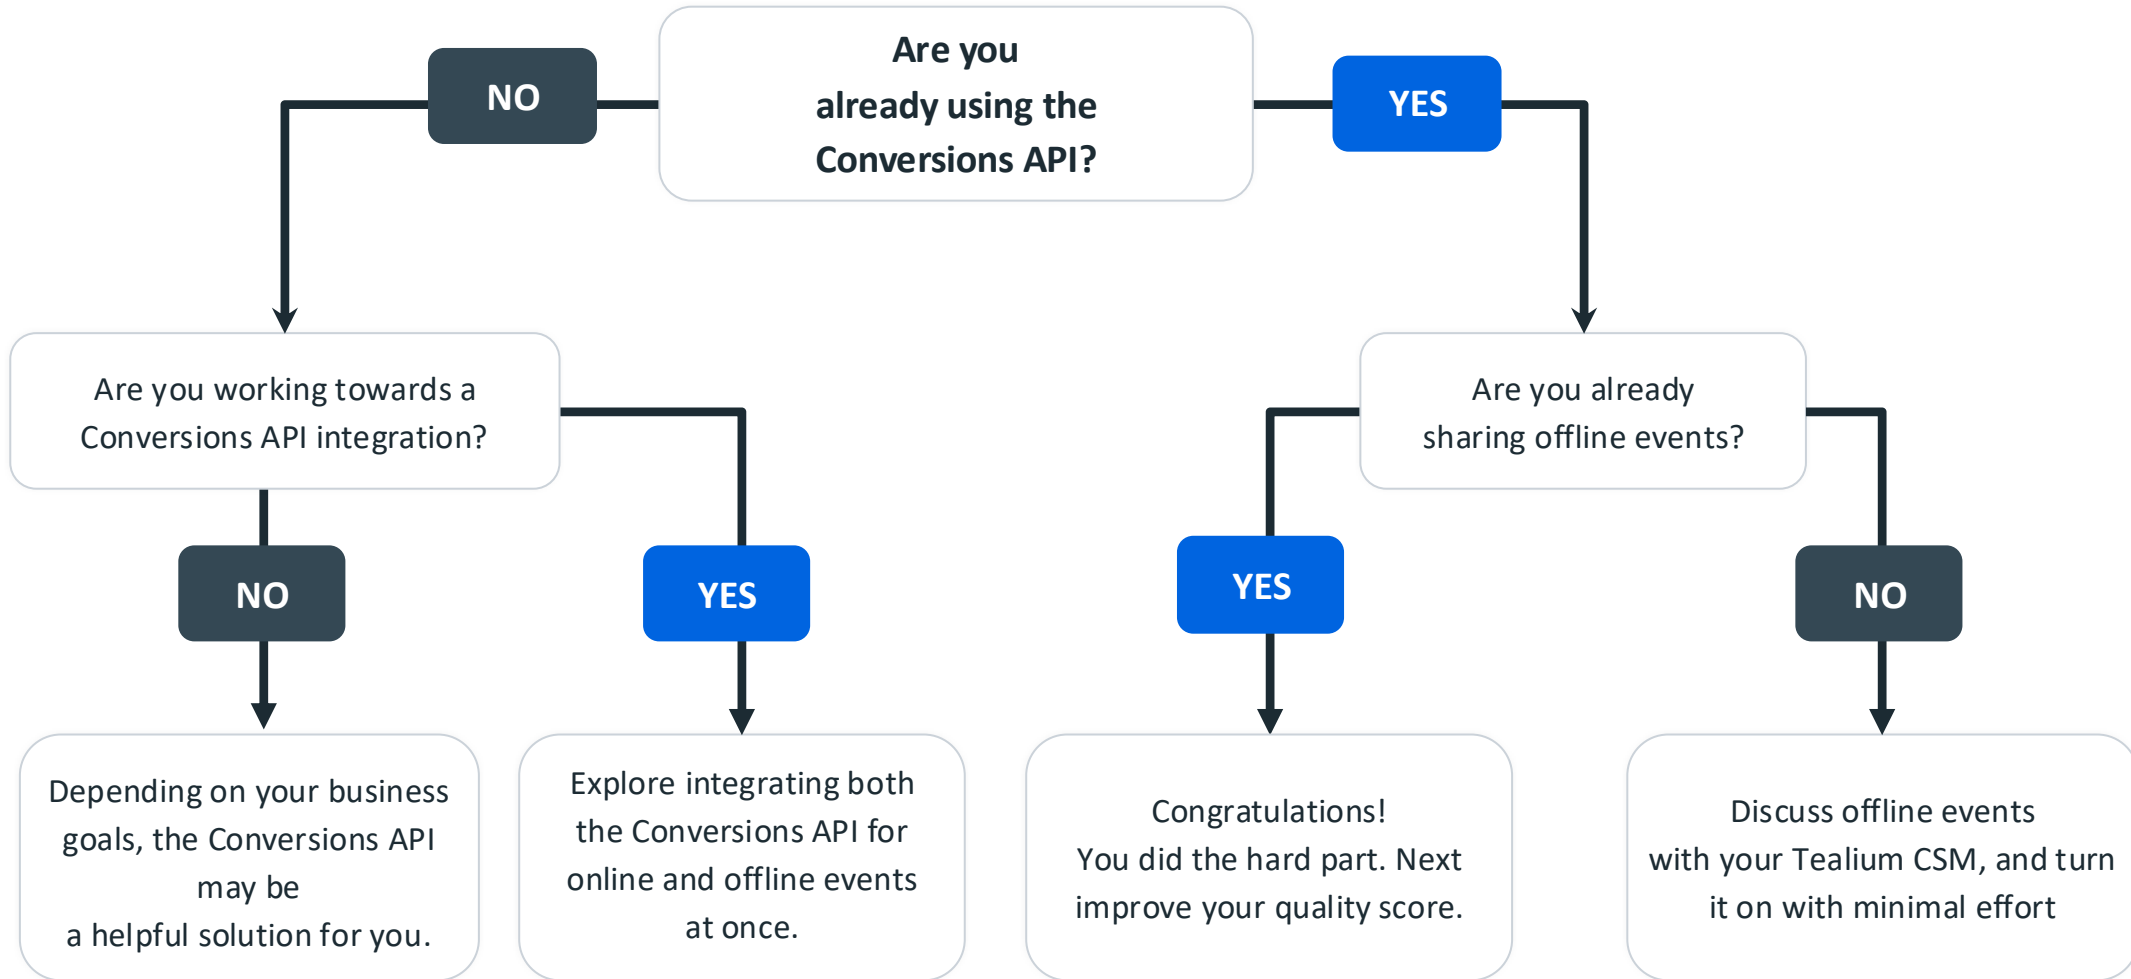 Are you
already using the
Conversions API?
NO
YES
Are you working towards a
Conversions API integration?
Are you already
sharing offline events?
NO
YES
YES
NO
Depending on your business
goals, the Conversions API
may be
a helpful solution for you.
Explore integrating both
the Conversions API for
online and offline events
at once.
Congratulations!
You did the hard part. Next
improve your quality score.
Discuss offline events
with your Tealium CSM, and turn
it on with minimal effort